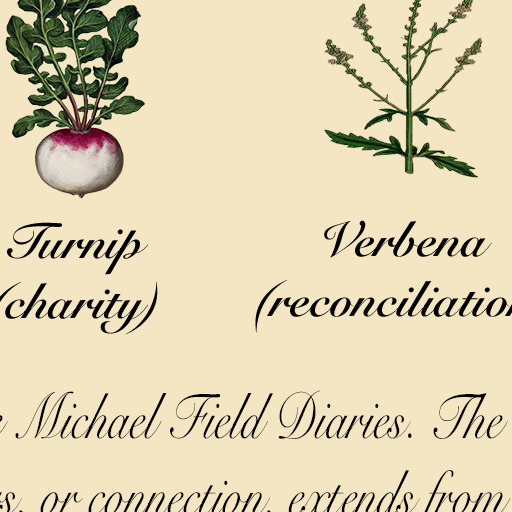 Turnip Verbena
(charity) (reconciliation
Michael Field Diaries. The
or connection, extends from